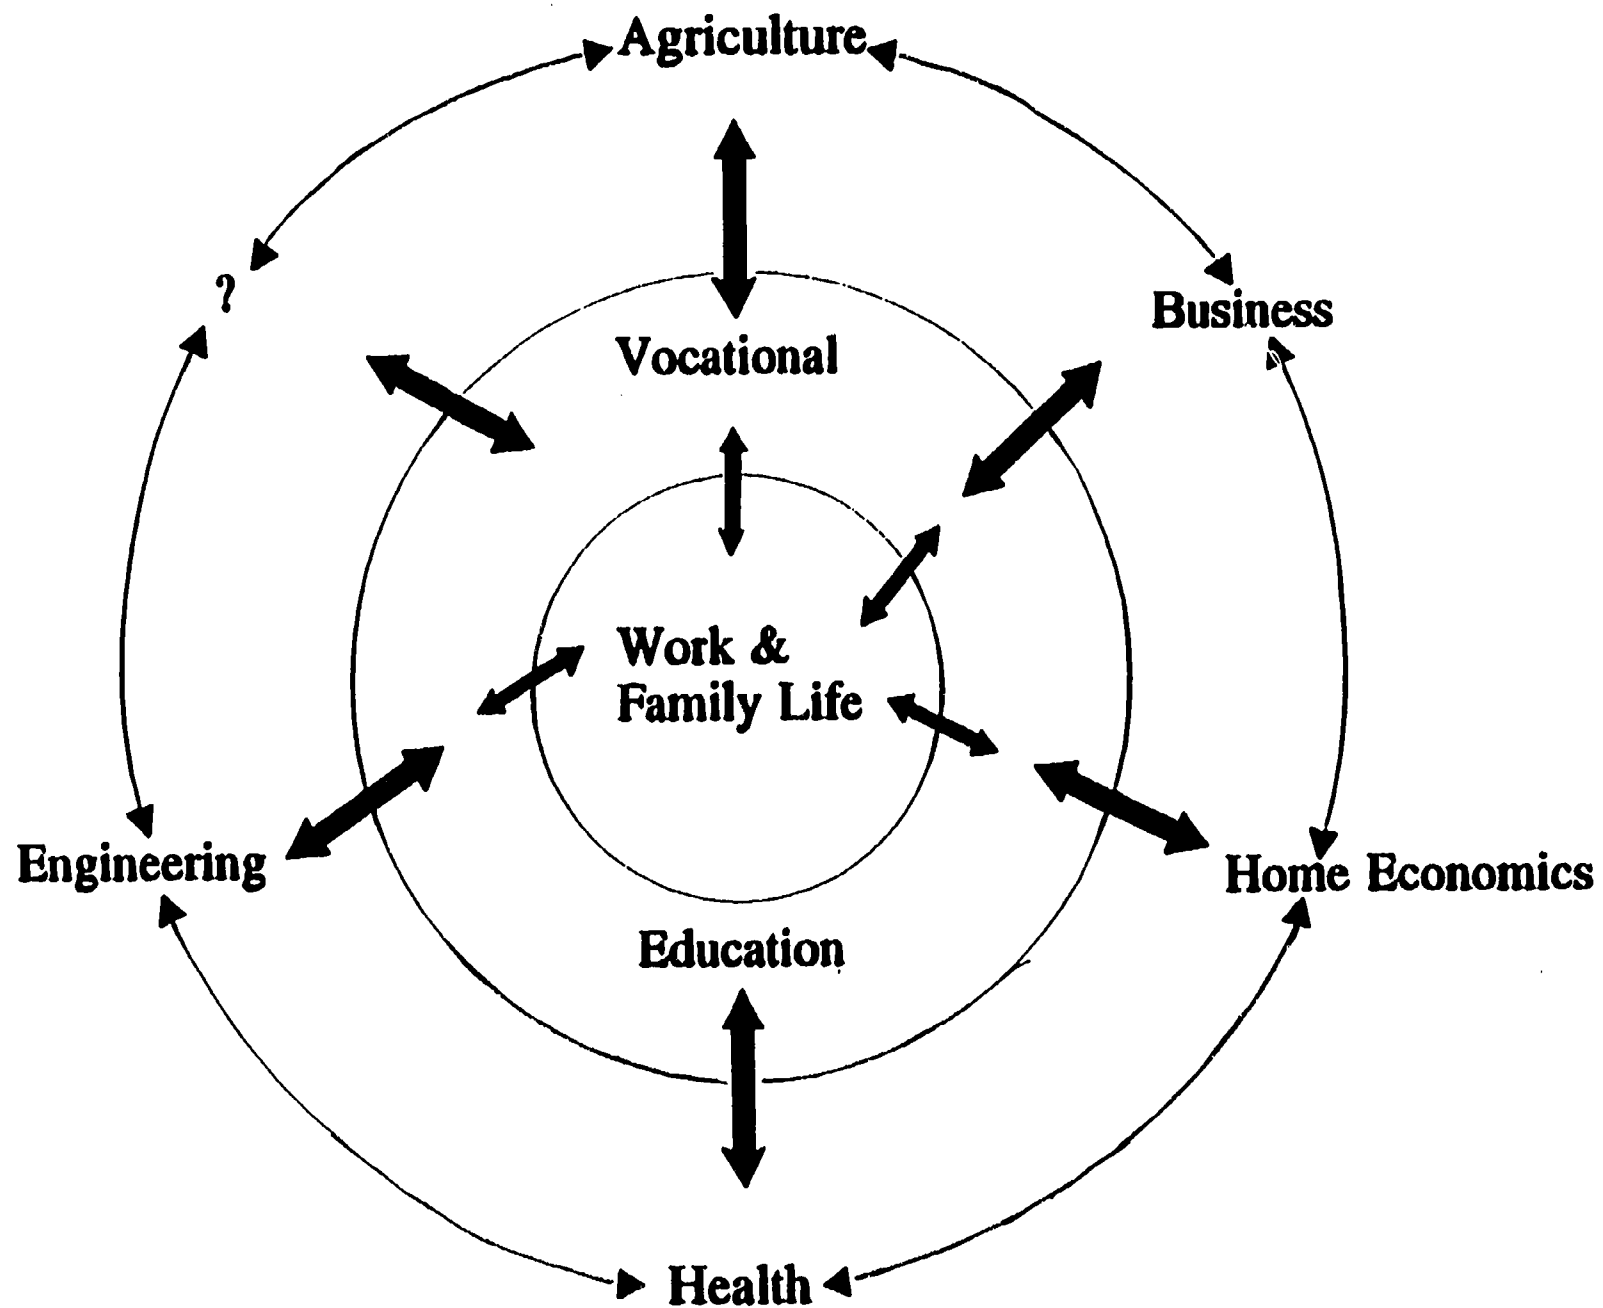 Agriculture
?
Business
Vocational
Work &
Family Life
Engineering
Home Economics
Education
Health